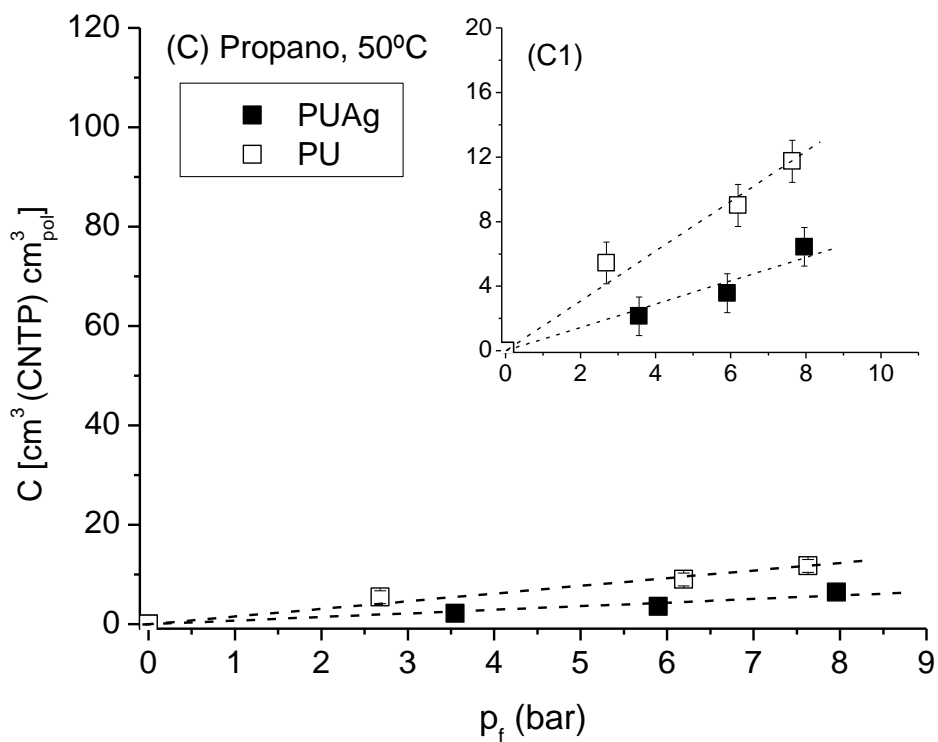 (C) Propano, 50ºC
PUAg
PU
(C1)
20
16
12
8
4
0
0 2 4 6 8 10
120
100
80
60
40
20
0
0 1 2 3 4 5 6 7 8 9
C [cm³ (CNTP) cm³pol]
pf (bar)